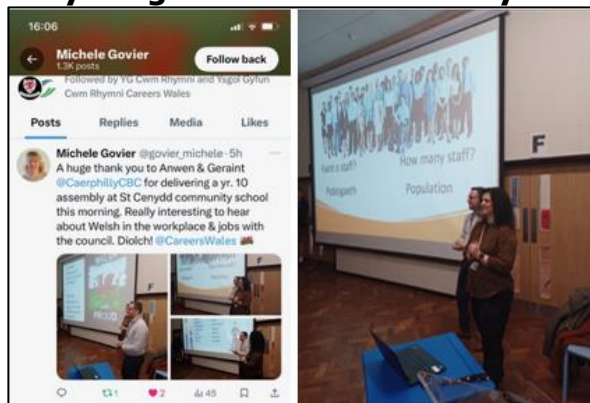 16:06
Michele Govier
1.3K posts
Follow back
Followed by YG Cwm Rhymni and Ysgol Gyfun
Cwm Rhymni Careers Wales
Posts Replies Media Likes
Michele Govier @govier_michele · 5h
A huge thank you to Anwen & Geraint
@CaerphillyCBC for delivering a yr. 10
assembly at St Cenydd community school
this morning. Really interesting to hear
about Welsh in the workplace & jobs with
the council. Diolch! @CareersWales
F
1
2
45
Faint o staff?
How many staff?
Poblogaeth
Population
F